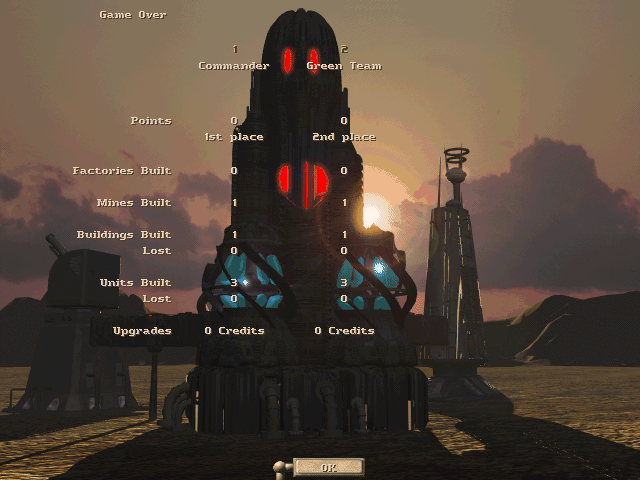 Game Over
1 2
Commander Green Team
Points 0 0
1st place 2nd place
Factories Built 0 0
Mines Built 1 1
Buildings Built 1 1
Lost 0 0
Units Built 3 3
Lost 0 0
Upgrades 0 Credits 0 Credits
OK